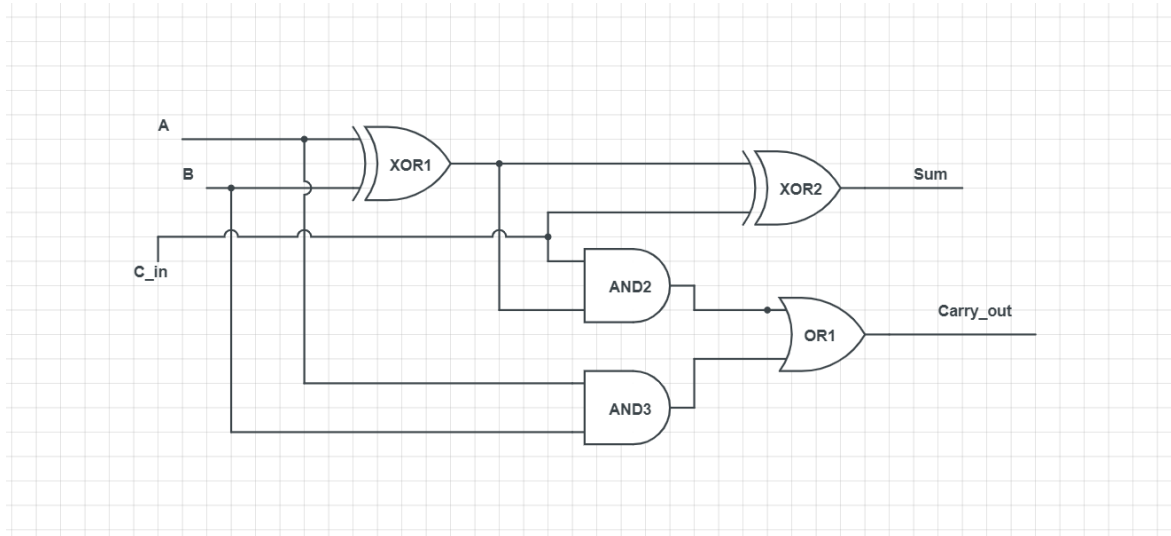 A
XOR1
B
XOR2
Sum
C_in
AND2
Carry_out
OR1
AND3